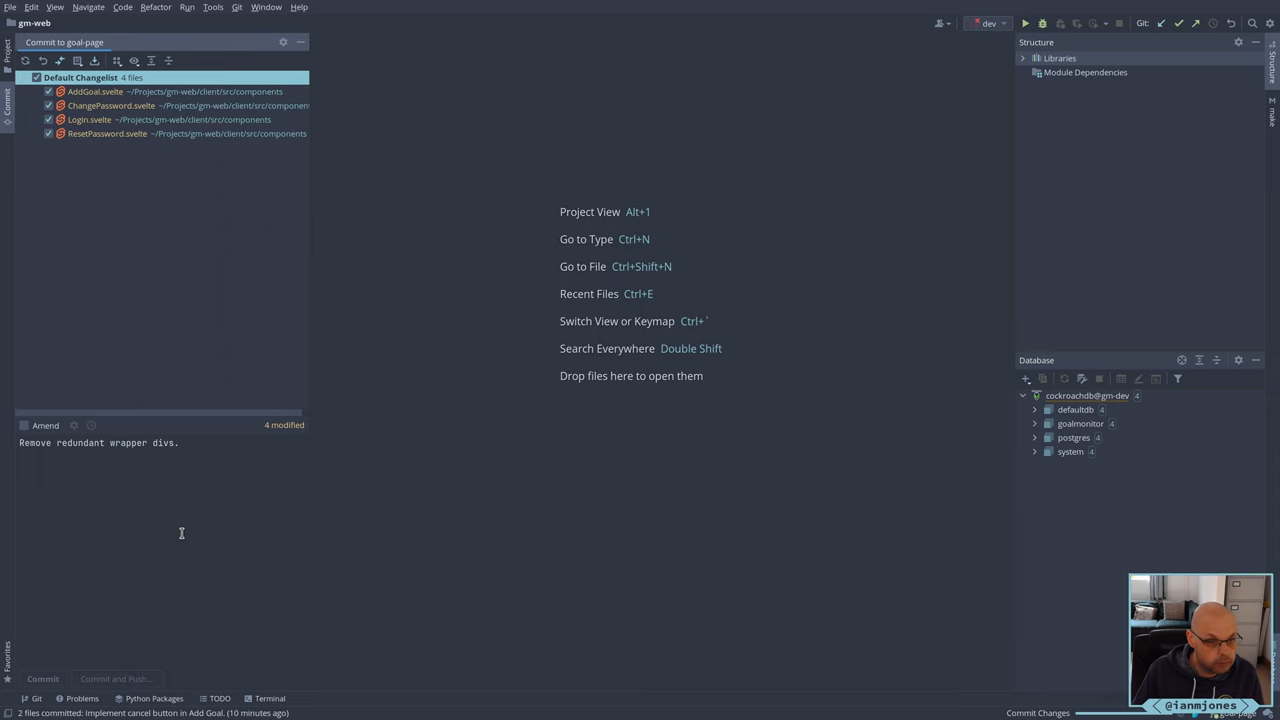 File Edit View Navigate Code Refactor Run Tools Git Window Help
gm-web
dev
Git:
Commit to goal-page
Structure
Project
Commit
Default Changelist 4 files
AddGoal.svelte ~/Projects/gm-web/client/src/components
ChangePassword.svelte ~/Projects/gm-web/client/src/componen
Login.svelte ~/Projects/gm-web/client/src/components
ResetPassword.svelte ~/Projects/gm-web/client/src/components
Libraries
Module Dependencies
Structure
make
Project View Alt+1
Go to Type Ctrl+N
Go to File Ctrl+Shift+N
Recent Files Ctrl+E
Switch View or Keymap Ctrl+`
Search Everywhere Double Shift
Drop files here to open them
Database
cockroachdb@gm-dev 4
defaultdb 4
goalmonitor 4
postgres 4
system 4
Amend
4 modified
Remove redundant wrapper divs.
Favorites
Commit
Commit and Push...
Git Problems Python Packages TODO Terminal
2 files committed: Implement cancel button in Add Goal. (10 minutes ago)
Commit Changes
@ianmjones